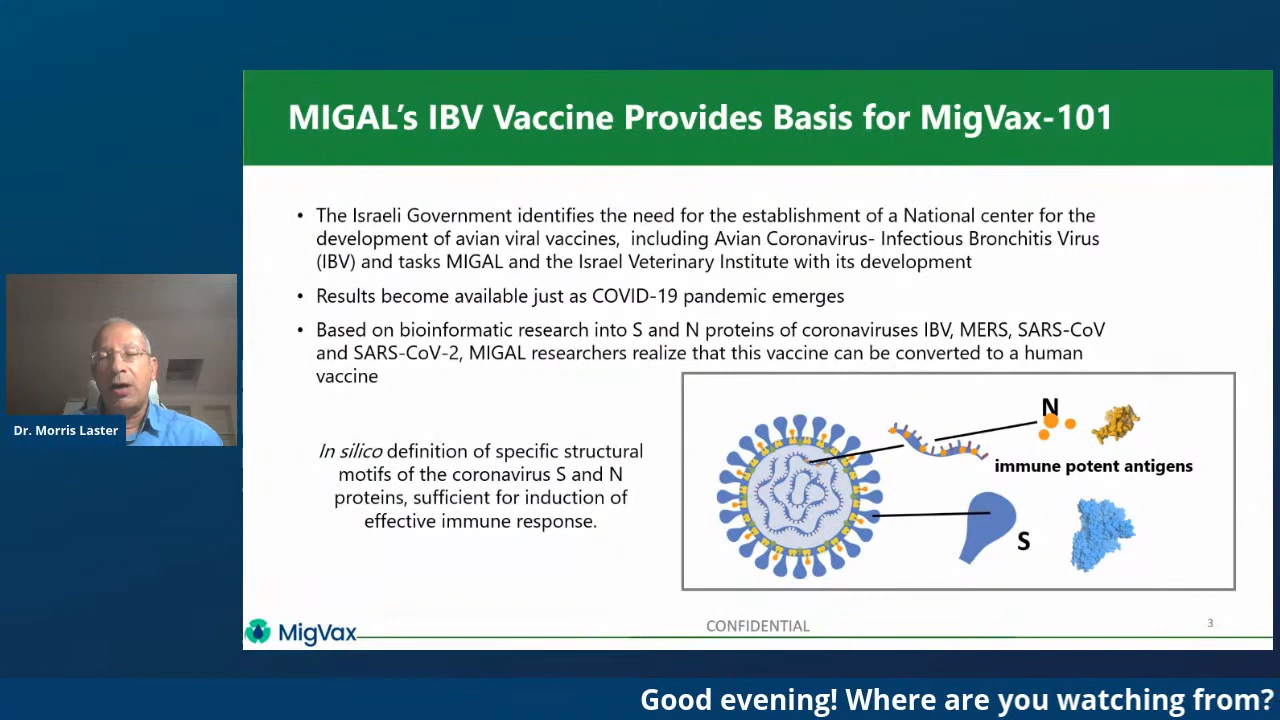 MIGAL’s IBV Vaccine Provides Basis for MigVax-101
• The Israeli Government identifies the need for the establishment of a National center for the
development of avian viral vaccines, including Avian Coronavirus- Infectious Bronchitis Virus
(IBV) and tasks MIGAL and the Israel Veterinary Institute with its development
• Results become available just as COVID-19 pandemic emerges
• Based on bioinformatic research into S and N proteins of coronaviruses IBV, MERS, SARS-CoV
and SARS-CoV-2, MIGAL researchers realize that this vaccine can be converted to a human
vaccine
In silico definition of specific structural
motifs of the coronavirus S and N
proteins, sufficient for induction of
effective immune response.
N
immune potent antigens
S
Dr. Morris Laster
MigVax
CONFIDENTIAL
3
Good evening! Where are you watching from?